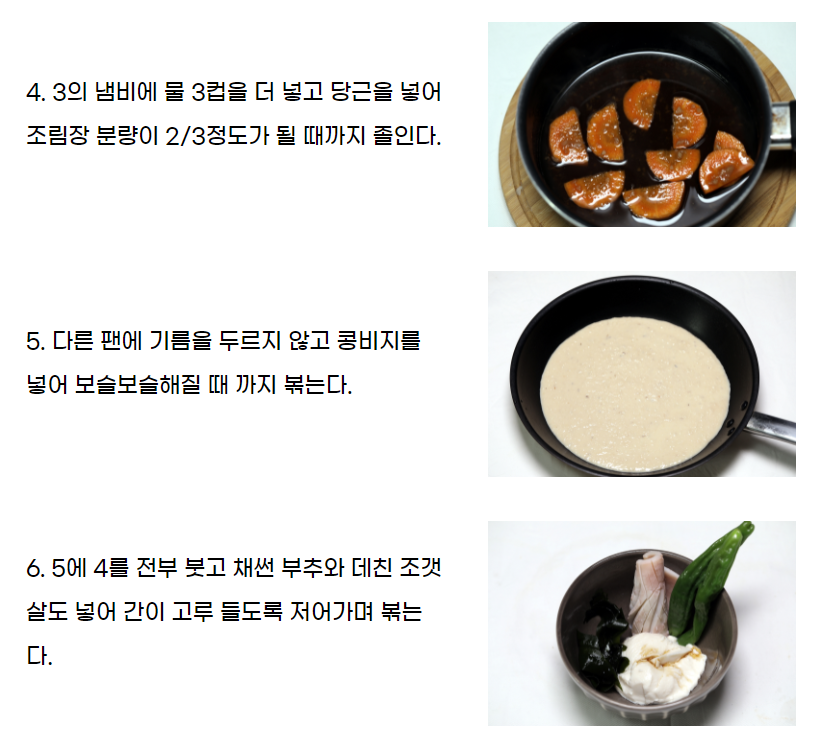 4. 3의 냄비에 물 3컵을 더 넣고 당근을 넣어
조림장 분량이 2/3정도가 될 때까지 졸인다.
5. 다른 팬에 기름을 두르지 않고 콩비지를
넣어 보슬보슬해질 때 까지 볶는다.
6. 5에 4를 전부 붓고 채썬 부추와 데친 조갯
살도 넣어 간이 고루 들도록 저어가며 볶는
다.